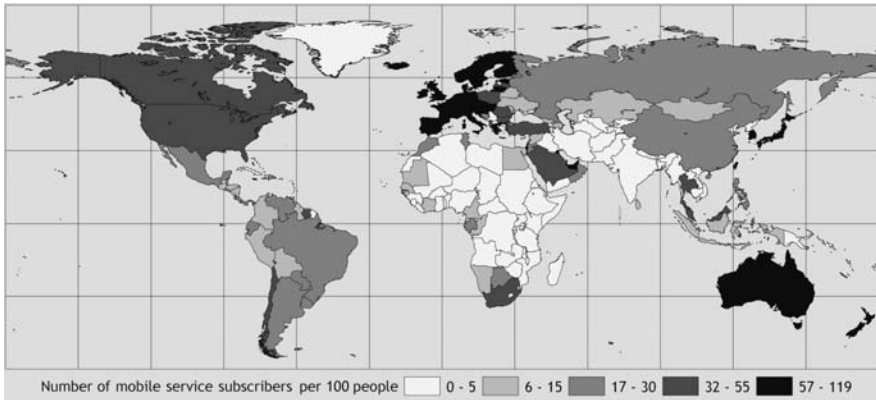 Number of mobile service subscribers per 100 people 0 - 5 6 - 15 17 - 30 32 - 55 57 - 119